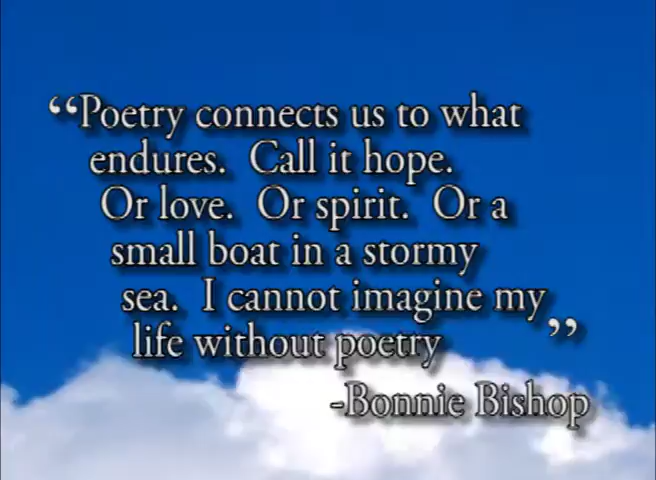 “Poetry connects us to what
endures. Call it hope.
Or love. Or spirit. Or a
small boat in a stormy
sea. I cannot imagine my
life without poetry ”
-Bonnie Bishop